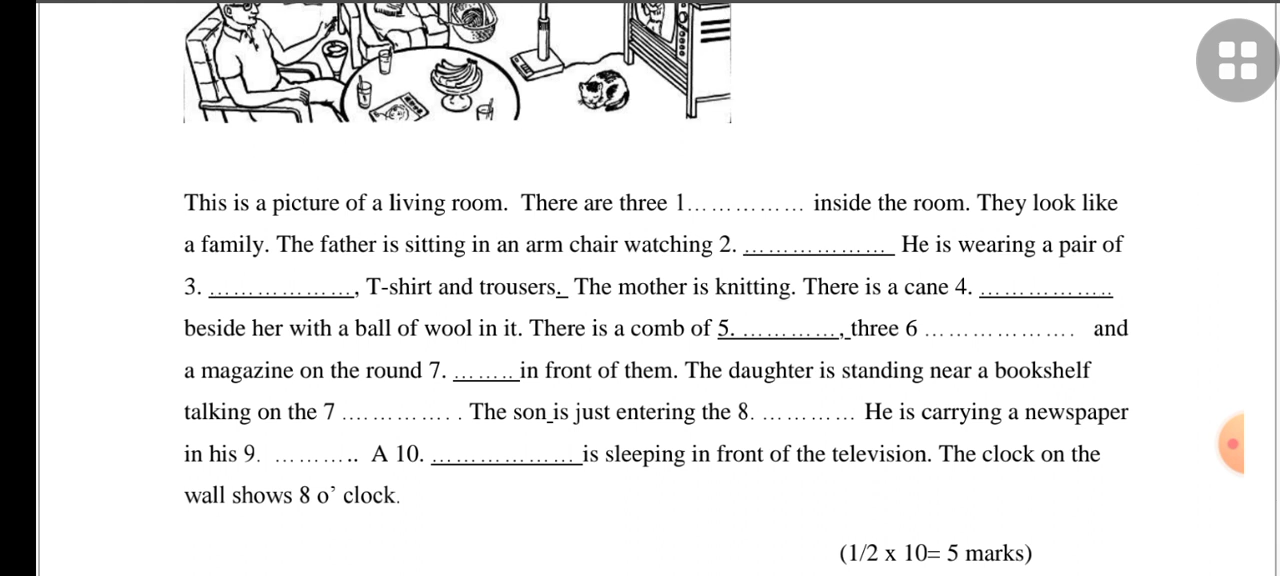 This is a picture of a living room. There are three 1…………… inside the room. They look like
a family. The father is sitting in an arm chair watching 2. ……………… He is wearing a pair of
3. ………………, T-shirt and trousers. The mother is knitting. There is a cane 4. ……………..
beside her with a ball of wool in it. There is a comb of 5. …………, three 6 ………………. and
a magazine on the round 7. …….. in front of them. The daughter is standing near a bookshelf
talking on the 7 …………. . The son is just entering the 8. ………… He is carrying a newspaper
in his 9. ……….. A 10. ……………… is sleeping in front of the television. The clock on the
wall shows 8 o’ clock.
(1/2 x 10= 5 marks)